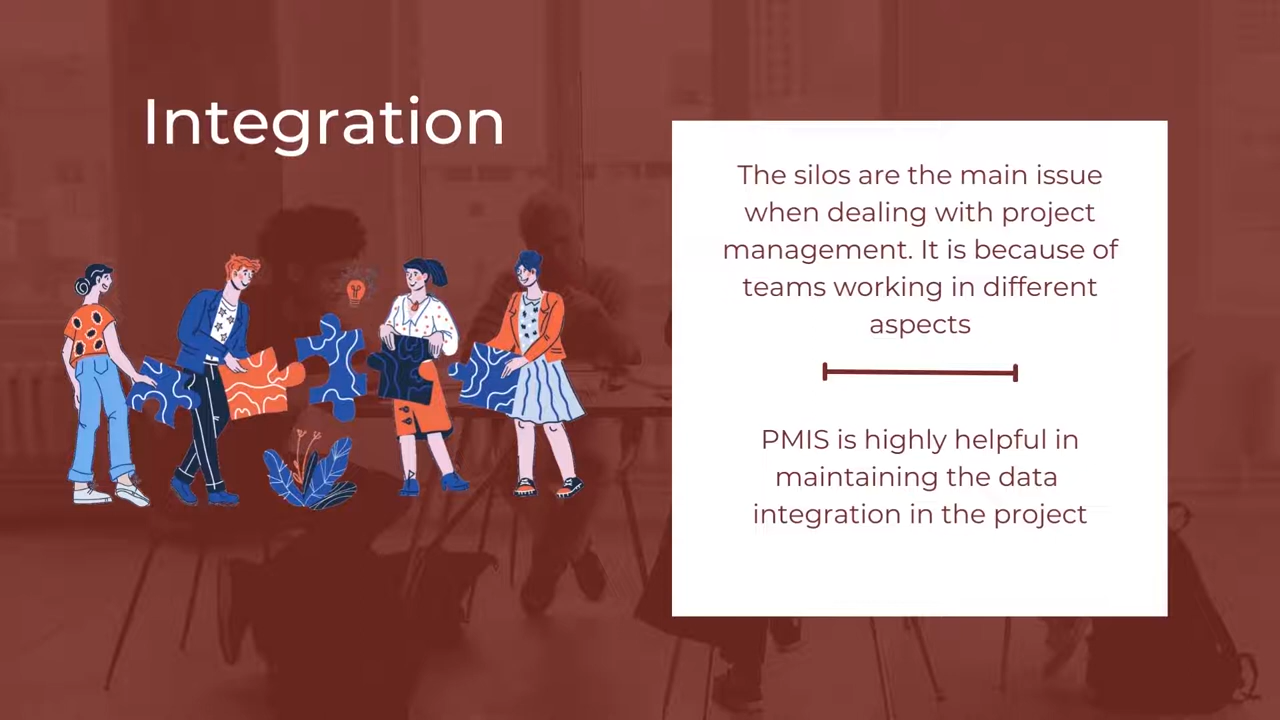 Integration
The silos are the main issue
when dealing with project
management. It is because of
teams working in different
aspects
PMIS is highly helpful in
maintaining the data
integration in the project